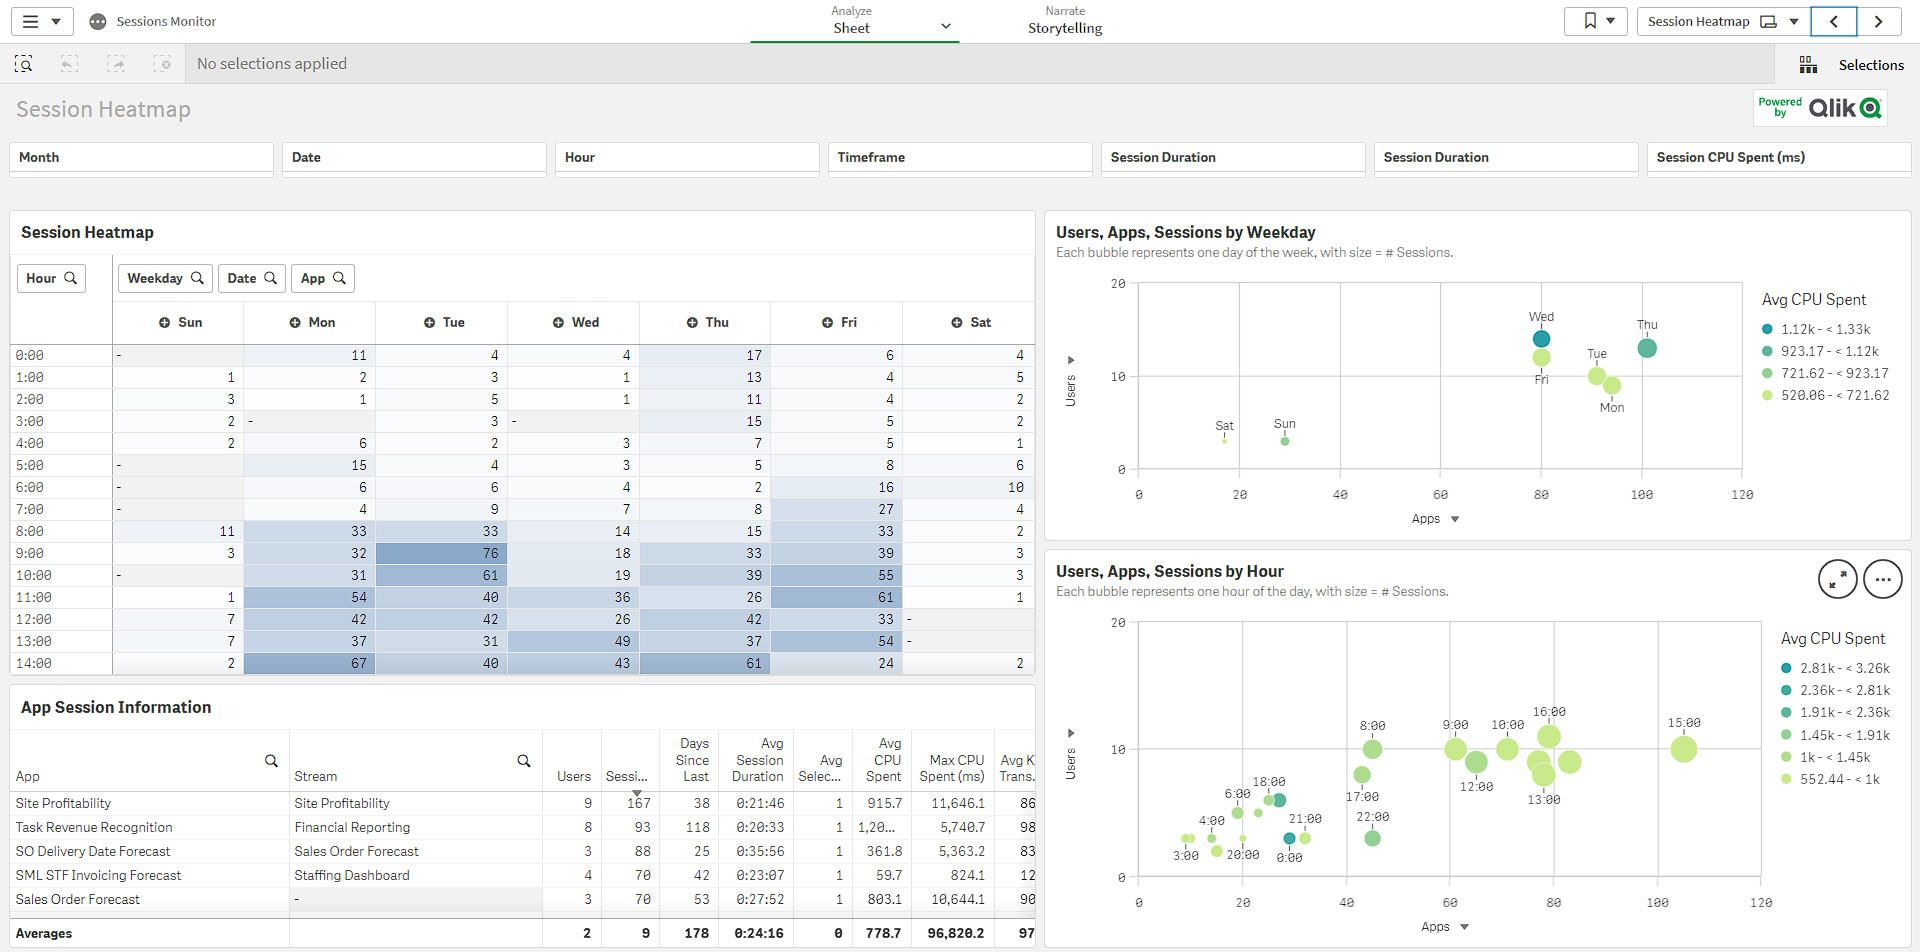 Sessions Monitor
Analyze
Sheet
Narrate
Storytelling
Session Heatmap
No selections applied
Selections
Session Heatmap
Powered by Qlik
Month Date Hour Timeframe Session Duration Session Duration Session CPU Spent (ms)
Session Heatmap
Hour Weekday Date App
Sun Mon Tue Wed Thu Fri Sat
0:00 - 11 4 4 17 6 4
1:00 1 2 3 1 13 4 5
2:00 3 1 5 1 11 4 2
3:00 2 - 3 - 15 5 2
4:00 2 6 2 3 7 5 1
5:00 - 15 4 3 5 8 6
6:00 - 6 6 4 2 16 10
7:00 - 4 9 7 8 27 4
8:00 11 33 33 14 15 33 2
9:00 3 32 76 18 33 39 3
10:00 - 31 61 19 39 55 3
11:00 1 54 40 36 26 61 1
12:00 7 42 42 26 42 33 -
13:00 7 37 31 49 37 54 -
14:00 2 67 40 43 61 24 2
App Session Information
App Stream Users Sessi... Days Since Last Avg Session Duration Avg Selec... Avg CPU Spent Max CPU Spent (ms) Avg K Trans.
Site Profitability Site Profitability 9 167 38 0:21:46 1 915.7 11,646.1 86
Task Revenue Recognition Financial Reporting 8 93 118 0:20:33 1 1,20... 5,740.7 98
SO Delivery Date Forecast Sales Order Forecast 3 88 25 0:35:56 1 361.8 5,363.2 83
SML STF Invoicing Forecast Staffing Dashboard 4 70 42 0:23:07 1 59.7 824.1 12
Sales Order Forecast - 3 70 53 0:27:52 1 803.1 10,644.1 90
Averages 2 9 178 0:24:16 0 778.7 96,820.2 97
Users, Apps, Sessions by Weekday
Each bubble represents one day of the week, with size = # Sessions.
20
10
0
Users
Wed
Thu
Tue
Fri
Mon
Sat
Sun
0 20 40 60 80 100 120
Apps
Avg CPU Spent
1.12k - < 1.33k
923.17 - < 1.12k
721.62 - < 923.17
520.06 - < 721.62
Users, Apps, Sessions by Hour
Each bubble represents one hour of the day, with size = # Sessions.
20
10
0
Users
16:00
8:00 9:00 10:00 15:00
18:00 12:00
6:00 17:00 13:00
4:00 21:00 22:00
3:00 20:00 0:00
0 20 40 60 80 100 120
Apps
Avg CPU Spent
2.81k - < 3.26k
2.36k - < 2.81k
1.91k - < 2.36k
1.45k - < 1.91k
1k - < 1.45k
552.44 - < 1k